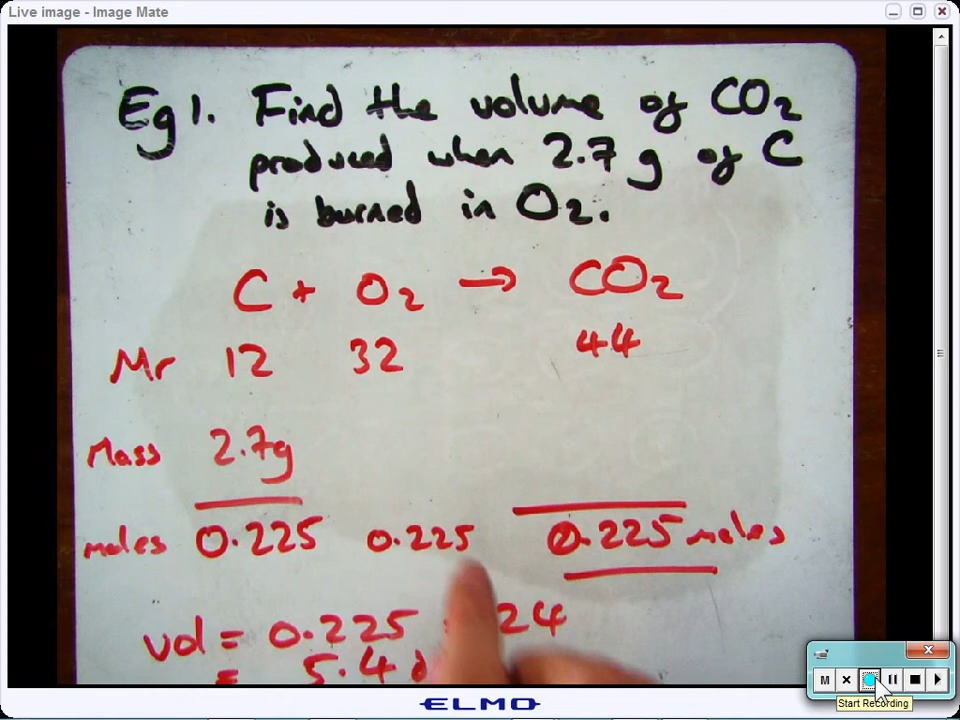 Live image - Image Mate
Eg 1. Find the volume of CO2
produced when 2.7 g of C
is burned in O2.
C + O2 → CO2
Mr 12 32 44
Mass 2.7g
moles 0.225 0.225 0.225 moles
vol = 0.225 24
= 5.4
M
Start Recording
ELMO